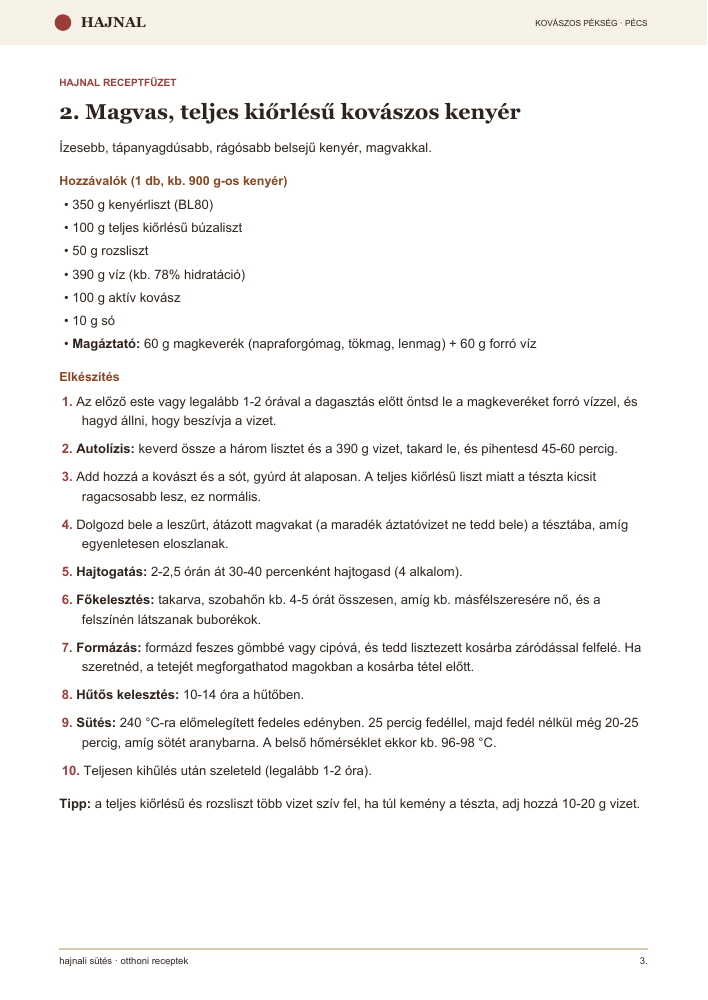 HAJNAL
KOVÁSZOS PÉKSÉG · PÉCS
HAJNAL RECEPTFÜZET
2. Magvas, teljes kiőrlésű kovászos kenyér
Ízesebb, tápanyagdúsabb, rágósabb belsejű kenyér, magvakkal.
Hozzávalók (1 db, kb. 900 g-os kenyér)
• 350 g kenyérliszt (BL80)
• 100 g teljes kiőrlésű búzaliszt
• 50 g rozsliszt
• 390 g víz (kb. 78% hidratáció)
• 100 g aktív kovász
• 10 g só
• Magáztató: 60 g magkeverék (napraforgómag, tökmag, lenmag) + 60 g forró víz
Elkészítés
1. Az előző este vagy legalább 1-2 órával a dagasztás előtt öntsd le a magkeveréket forró vízzel, és
hagyd állni, hogy beszívja a vizet.
2. Autolízis: keverd össze a három lisztet és a 390 g vizet, takard le, és pihentesd 45-60 percig.
3. Add hozzá a kovászt és a sót, gyúrd át alaposan. A teljes kiőrlésű liszt miatt a tészta kicsit
ragacsosabb lesz, ez normális.
4. Dolgozd bele a leszűrt, átázott magvakat (a maradék áztatóvizet ne tedd bele) a tésztába, amíg
egyenletesen eloszlanak.
5. Hajtogatás: 2-2,5 órán át 30-40 percenként hajtogasd (4 alkalom).
6. Főkelesztés: takarva, szobahőn kb. 4-5 órát összesen, amíg kb. másfélszeresére nő, és a
felszínén látszanak buborékok.
7. Formázás: formázd feszes gömbbé vagy cipóvá, és tedd lisztezett kosárba záródással felfelé. Ha
szeretnéd, a tetejét megforgathatod magokban a kosárba tétel előtt.
8. Hűtős kelesztés: 10-14 óra a hűtőben.
9. Sütés: 240 °C-ra előmelegített fedeles edényben. 25 percig fedéllel, majd fedél nélkül még 20-25
percig, amíg sötét aranybarna. A belső hőmérséklet ekkor kb. 96-98 °C.
10. Teljesen kihűlés után szeleteld (legalább 1-2 óra).
Tipp: a teljes kiőrlésű és rozsliszt több vizet szív fel, ha túl kemény a tészta, adj hozzá 10-20 g vizet.
hajnali sütés · otthoni receptek
3.